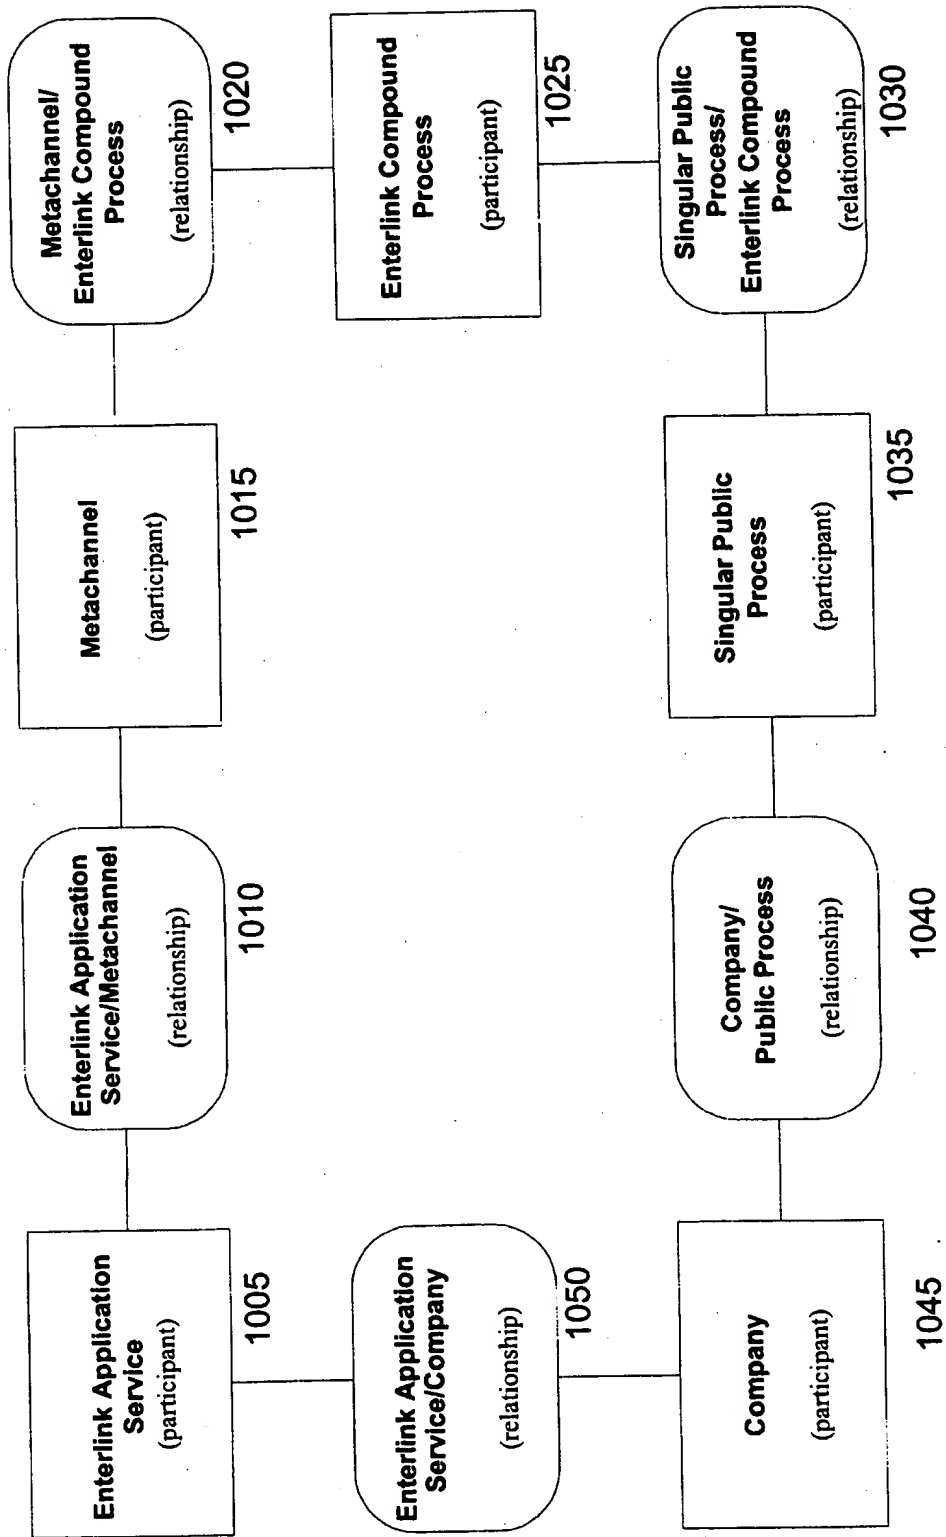 Enterlink Application
Service
(participant)
1005
Enterlink Application
Service/Metachannel
(relationship)
1010
Metachannel
(participant)
1015
Metachannel/
Enterlink Compound
Process
(relationship)
1020
Enterlink Application
Service/Company
(relationship)
1050
Enterlink Compound
Process
(participant)
1025
Company
(participant)
1045
Company/
Public Process
(relationship)
1040
Singular Public
Process
(participant)
1035
Singular Public
Process/
Enterlink Compound
Process
(relationship)
1030